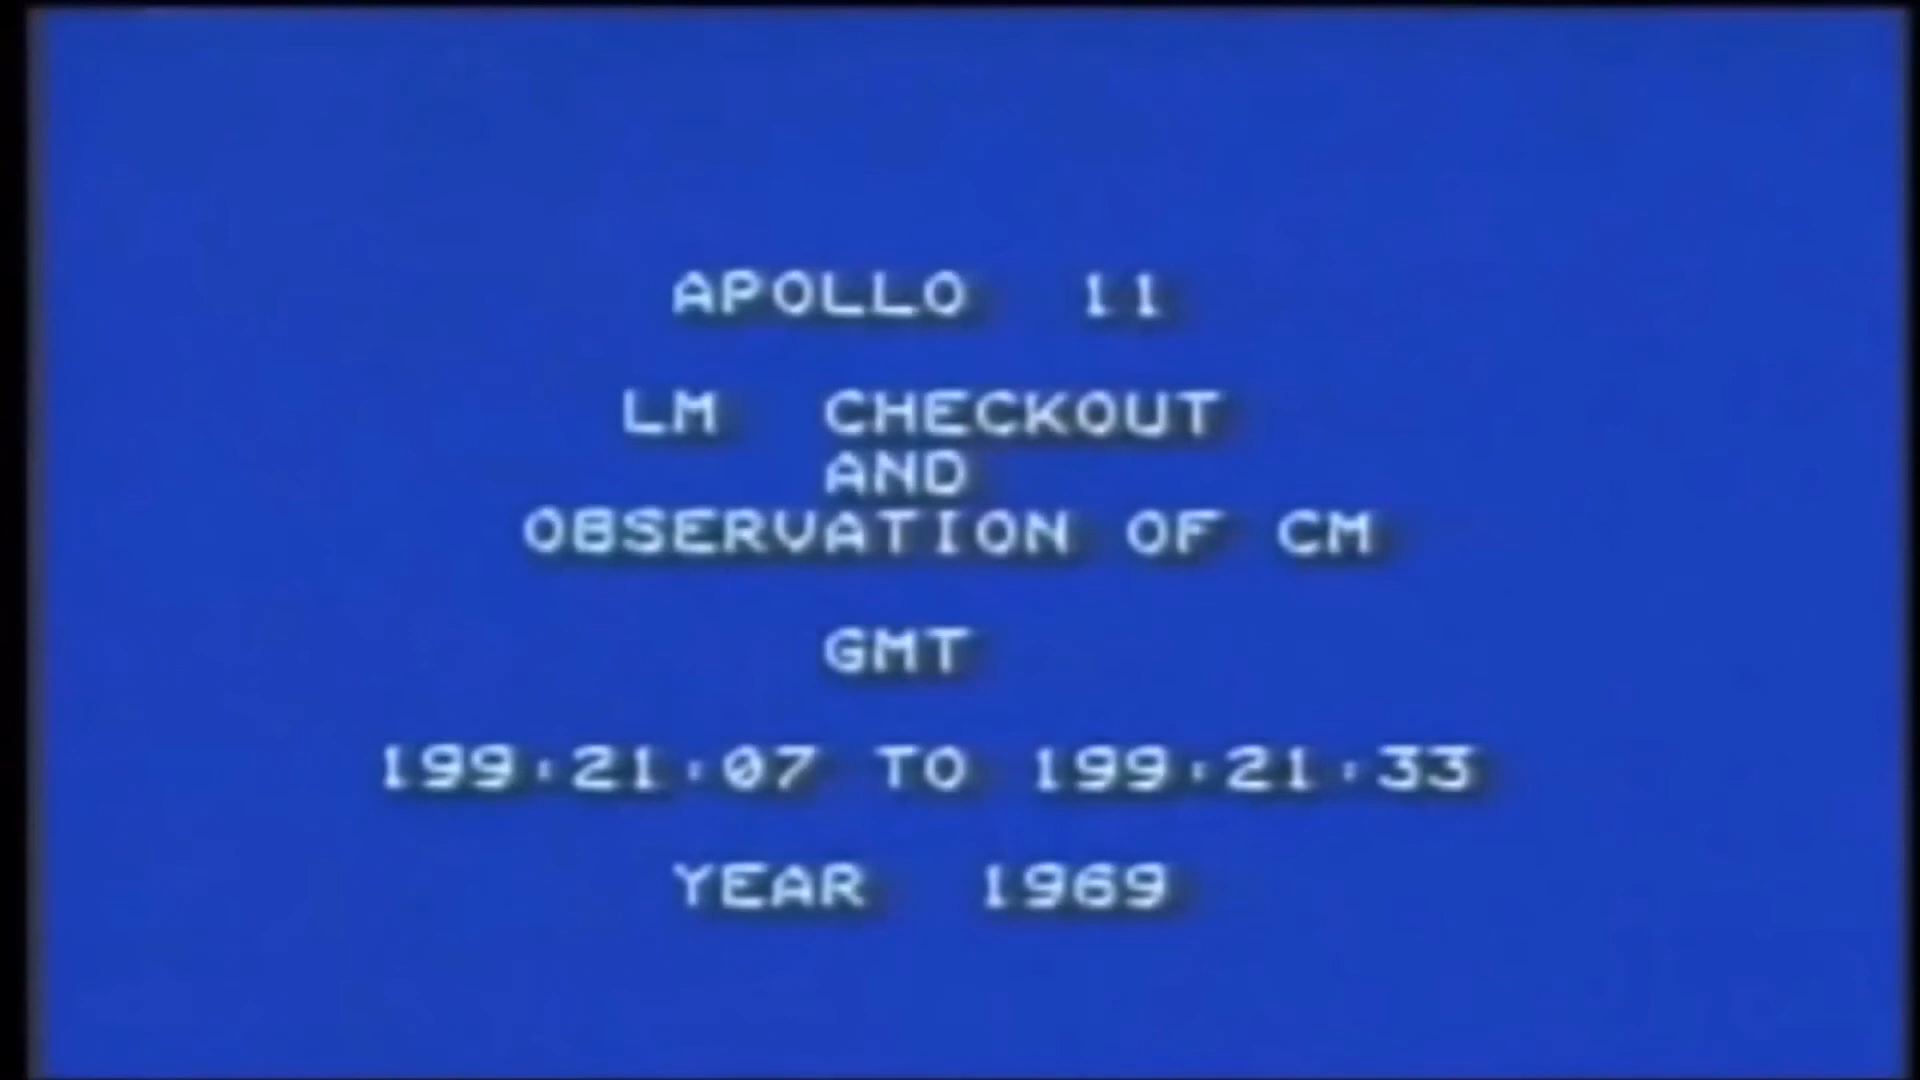 APOLLO 11
LM CHECKOUT
AND
OBSERVATION OF CM
GMT
199:21:07 TO 199:21:33
YEAR 1969